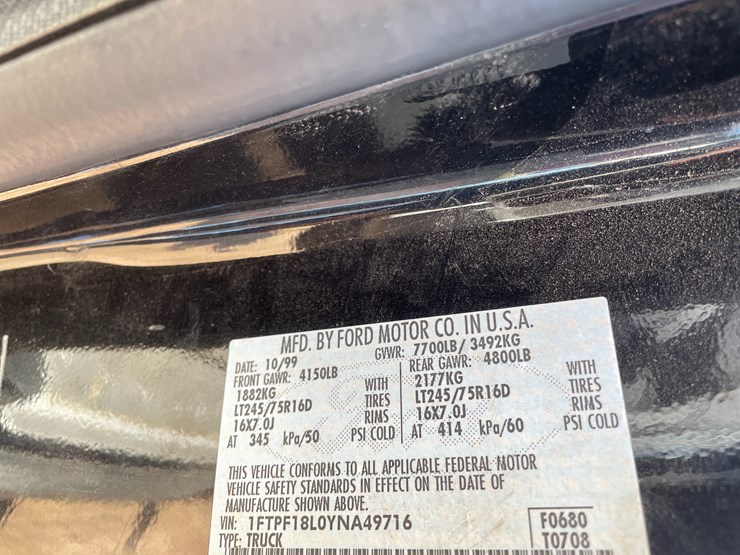 MFD. BY FORD MOTOR CO. IN U.S.A.
DATE: 10/99 GVWR: 7700LB/ 3492KG
FRONT GAWR: 4150LB REAR GAWR: 4800LB
1882KG WITH 2177KG WITH
LT245/75R16D TIRES LT245/75R16D TIRES
16X7.0J RIMS 16X7.0J RIMS
AT 345 kPa/50 PSI COLD AT 414 kPa/60 PSI COLD
THIS VEHICLE CONFORMS TO ALL APPLICABLE FEDERAL MOTOR
VEHICLE SAFETY STANDARDS IN EFFECT ON THE DATE OF
MANUFACTURE SHOWN ABOVE.
VIN: 1FTPF18L0YNA49716 F0680
TYPE: TRUCK T0708